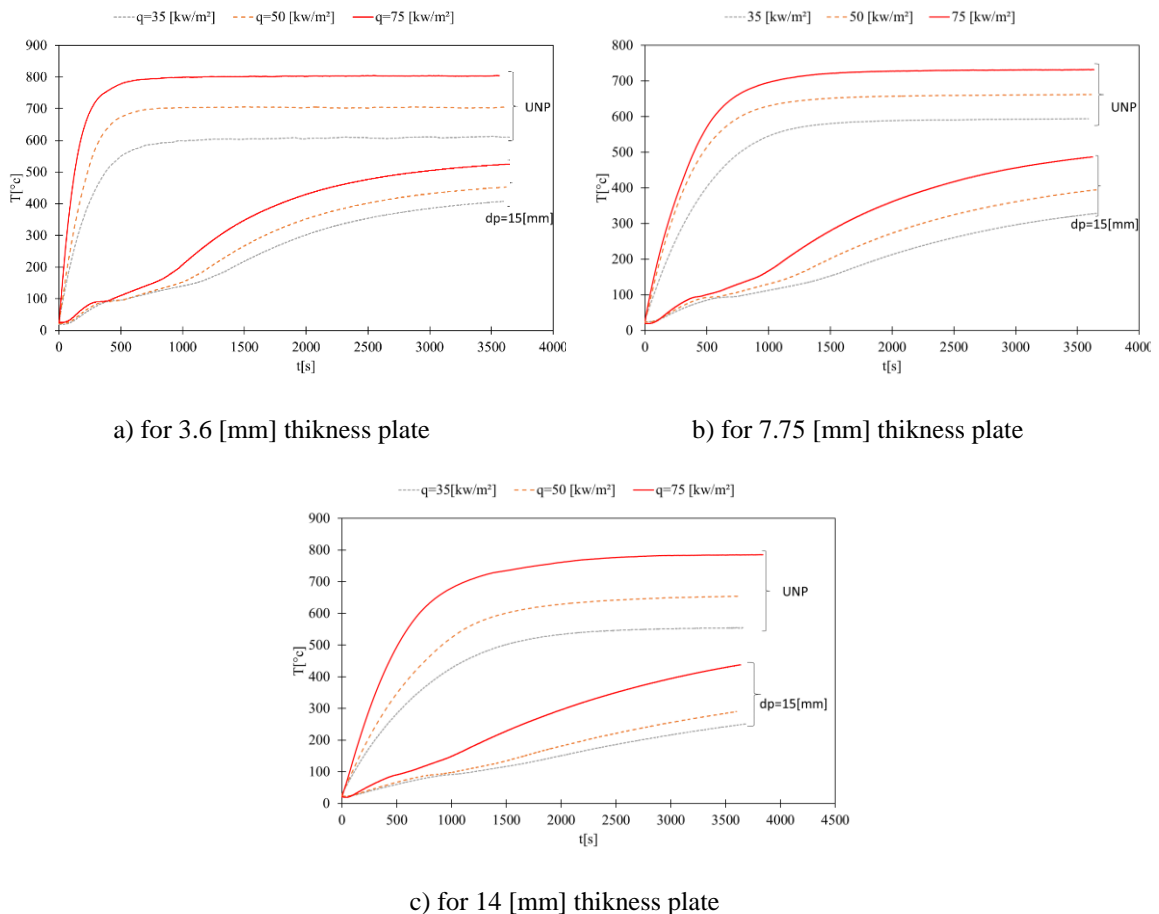 q=35 [kw/m²] q=50 [kw/m²] q=75 [kw/m²]
900
800
700
600
500
400
300
200
100
0
T[°c]
0 500 1000 1500 2000 2500 3000 3500 4000
t[s]
UNP
dp=15[mm]
a) for 3.6 [mm] thikness plate
35 [kw/m²] 50 [kw/m²] 75 [kw/m²]
800
700
600
500
400
300
200
100
0
T[°c]
0 500 1000 1500 2000 2500 3000 3500 4000
t[s]
UNP
dp=15[mm]
b) for 7.75 [mm] thikness plate
q=35[kw/m²] q=50 [kw/m²] q=75 [kw/m²]
900
800
700
600
500
400
300
200
100
0
T[°c]
0 500 1000 1500 2000 2500 3000 3500 4000 4500
t[s]
UNP
dp=15[mm]
c) for 14 [mm] thikness plate